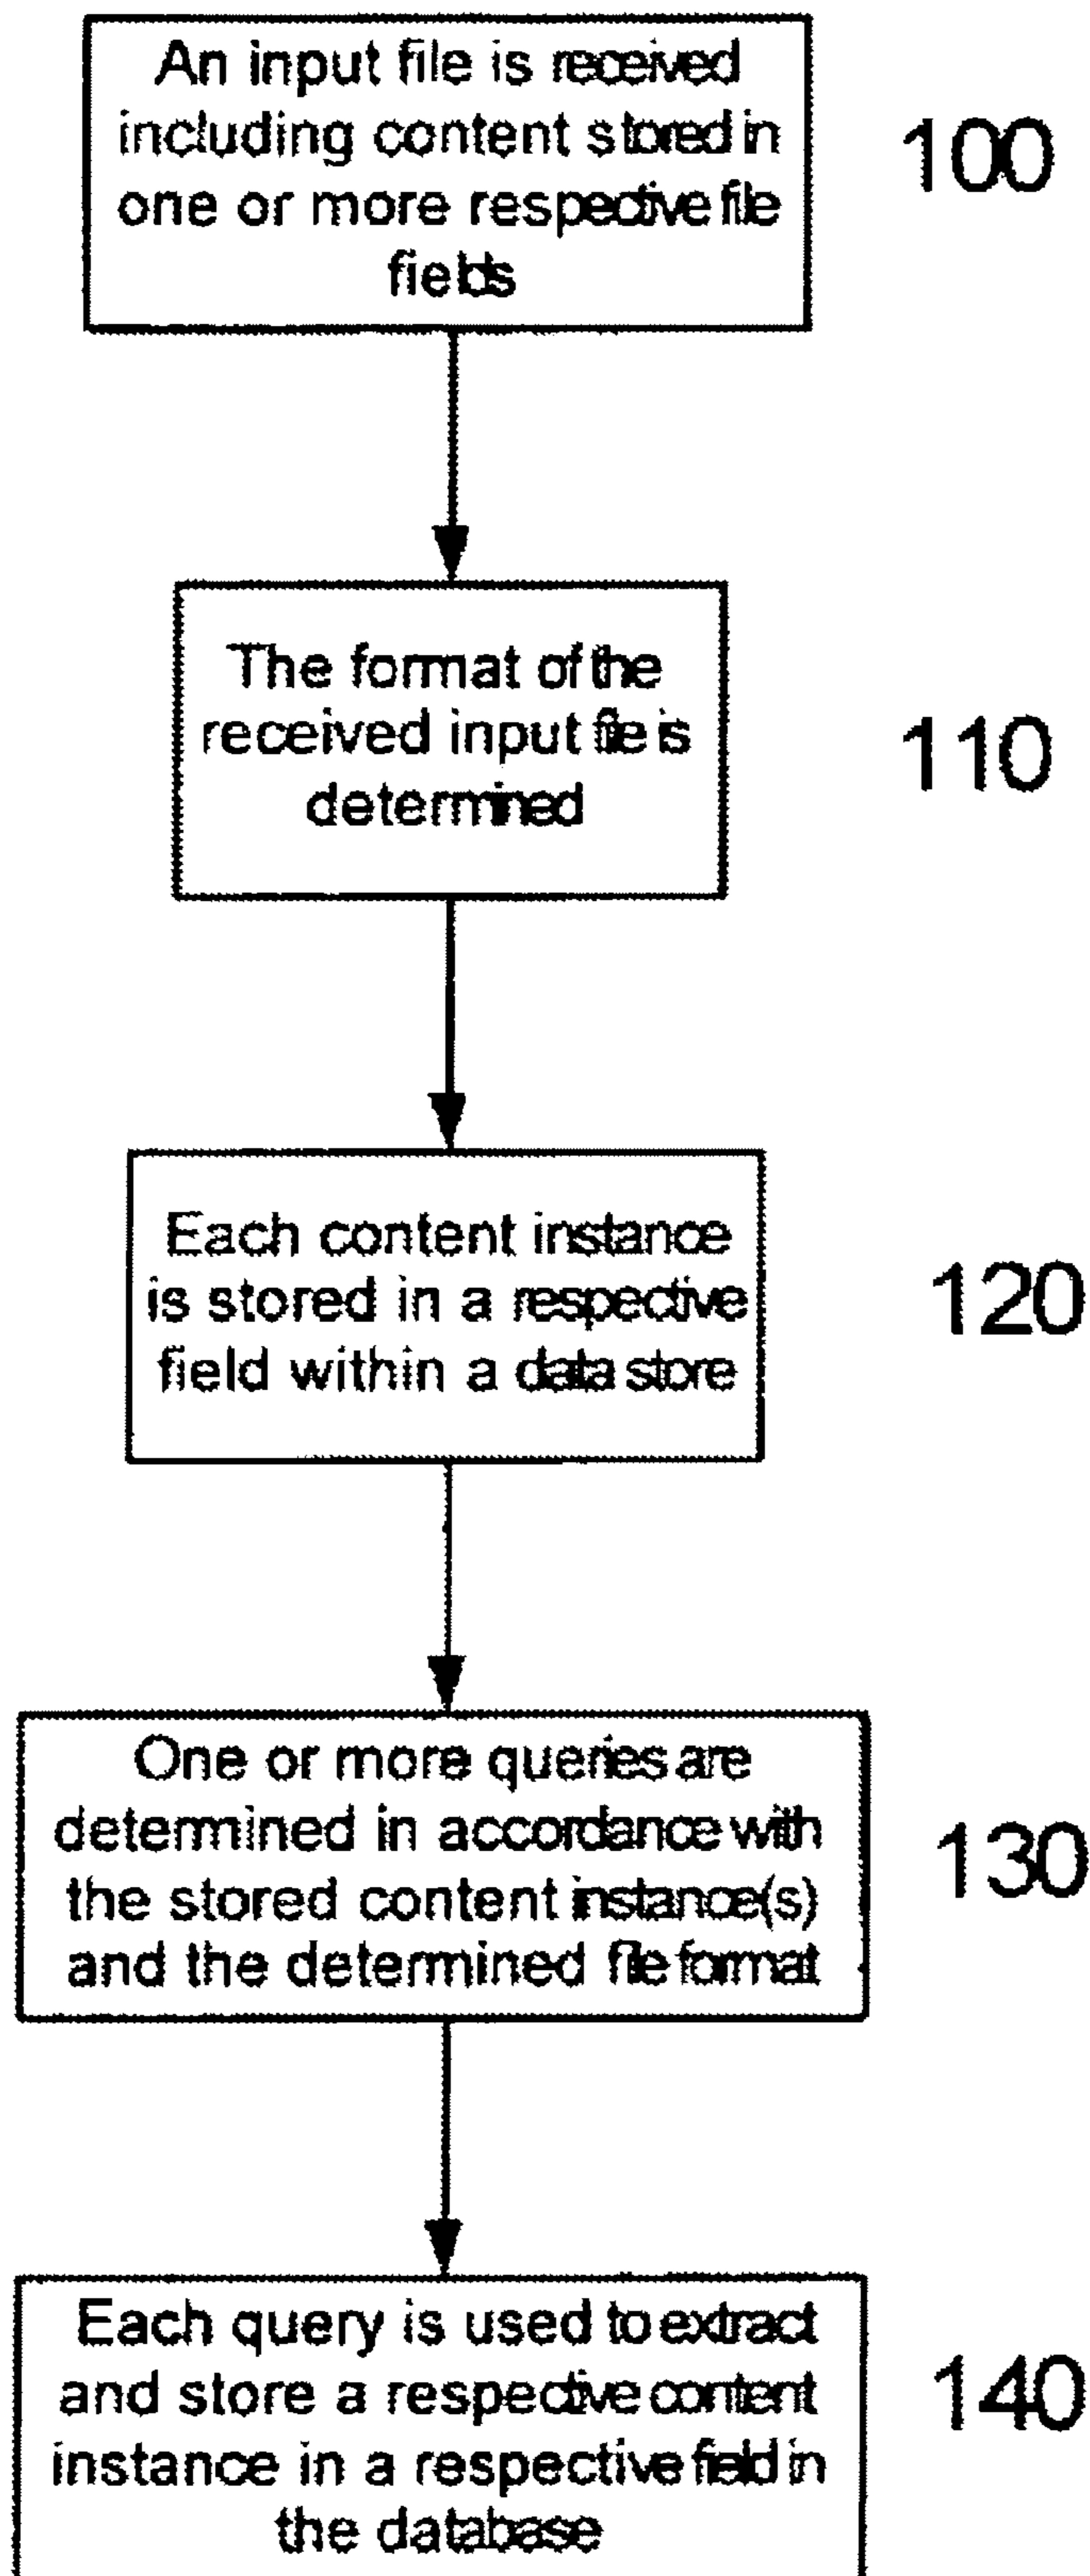 An input file is received
including content stored in
one or more respective file
fields
100
The format of the
received input file is
determined
110
Each content instance
is stored in a respective
field within a data store
120
One or more queries are
determined in accordance with
the stored content instance(s)
and the determined file format
130
Each query is used to extract
and store a respective content
instance in a respective field in
the database
140